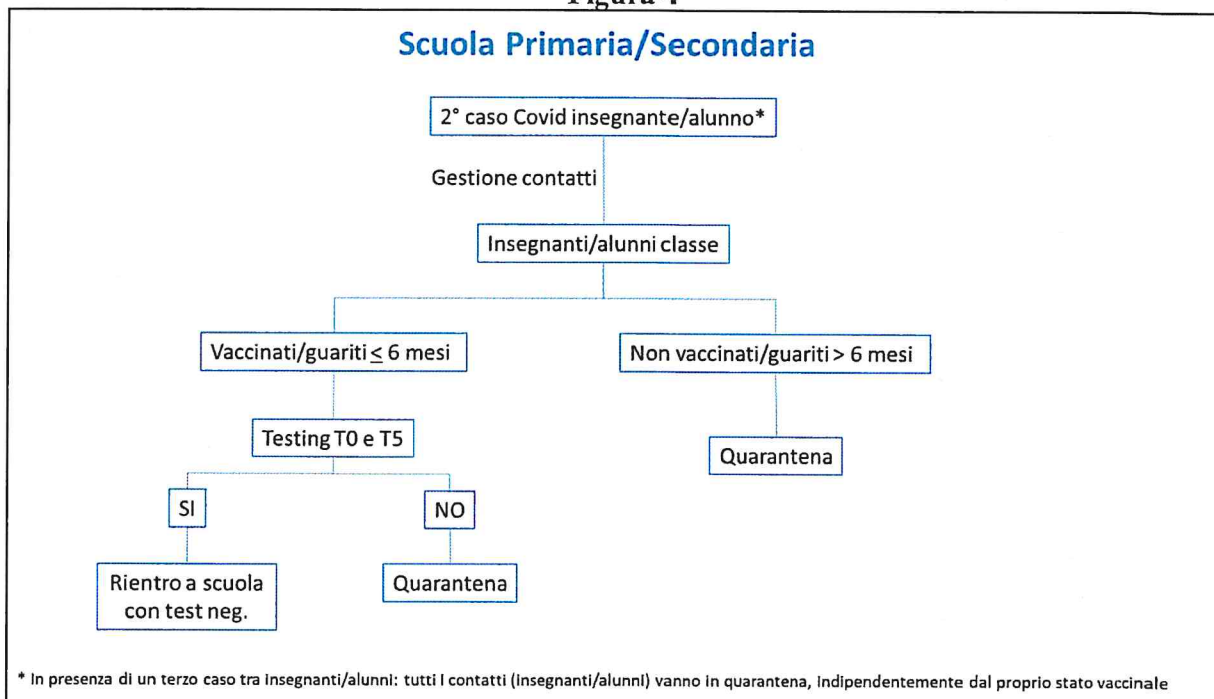 Scuola Primaria/Secondaria
2° caso Covid insegnante/alunno*
Gestione contatti
Insegnanti/alunni classe
Vaccinati/guariti ≤ 6 mesi
Non vaccinati/guariti > 6 mesi
Testing T0 e T5
Quarantena
SI
NO
Rientro a scuola
con test neg.
Quarantena
* In presenza di un terzo caso tra insegnanti/alunni: tutti i contatti (insegnanti/alunni) vanno in quarantena, indipendentemente dal proprio stato vaccinale